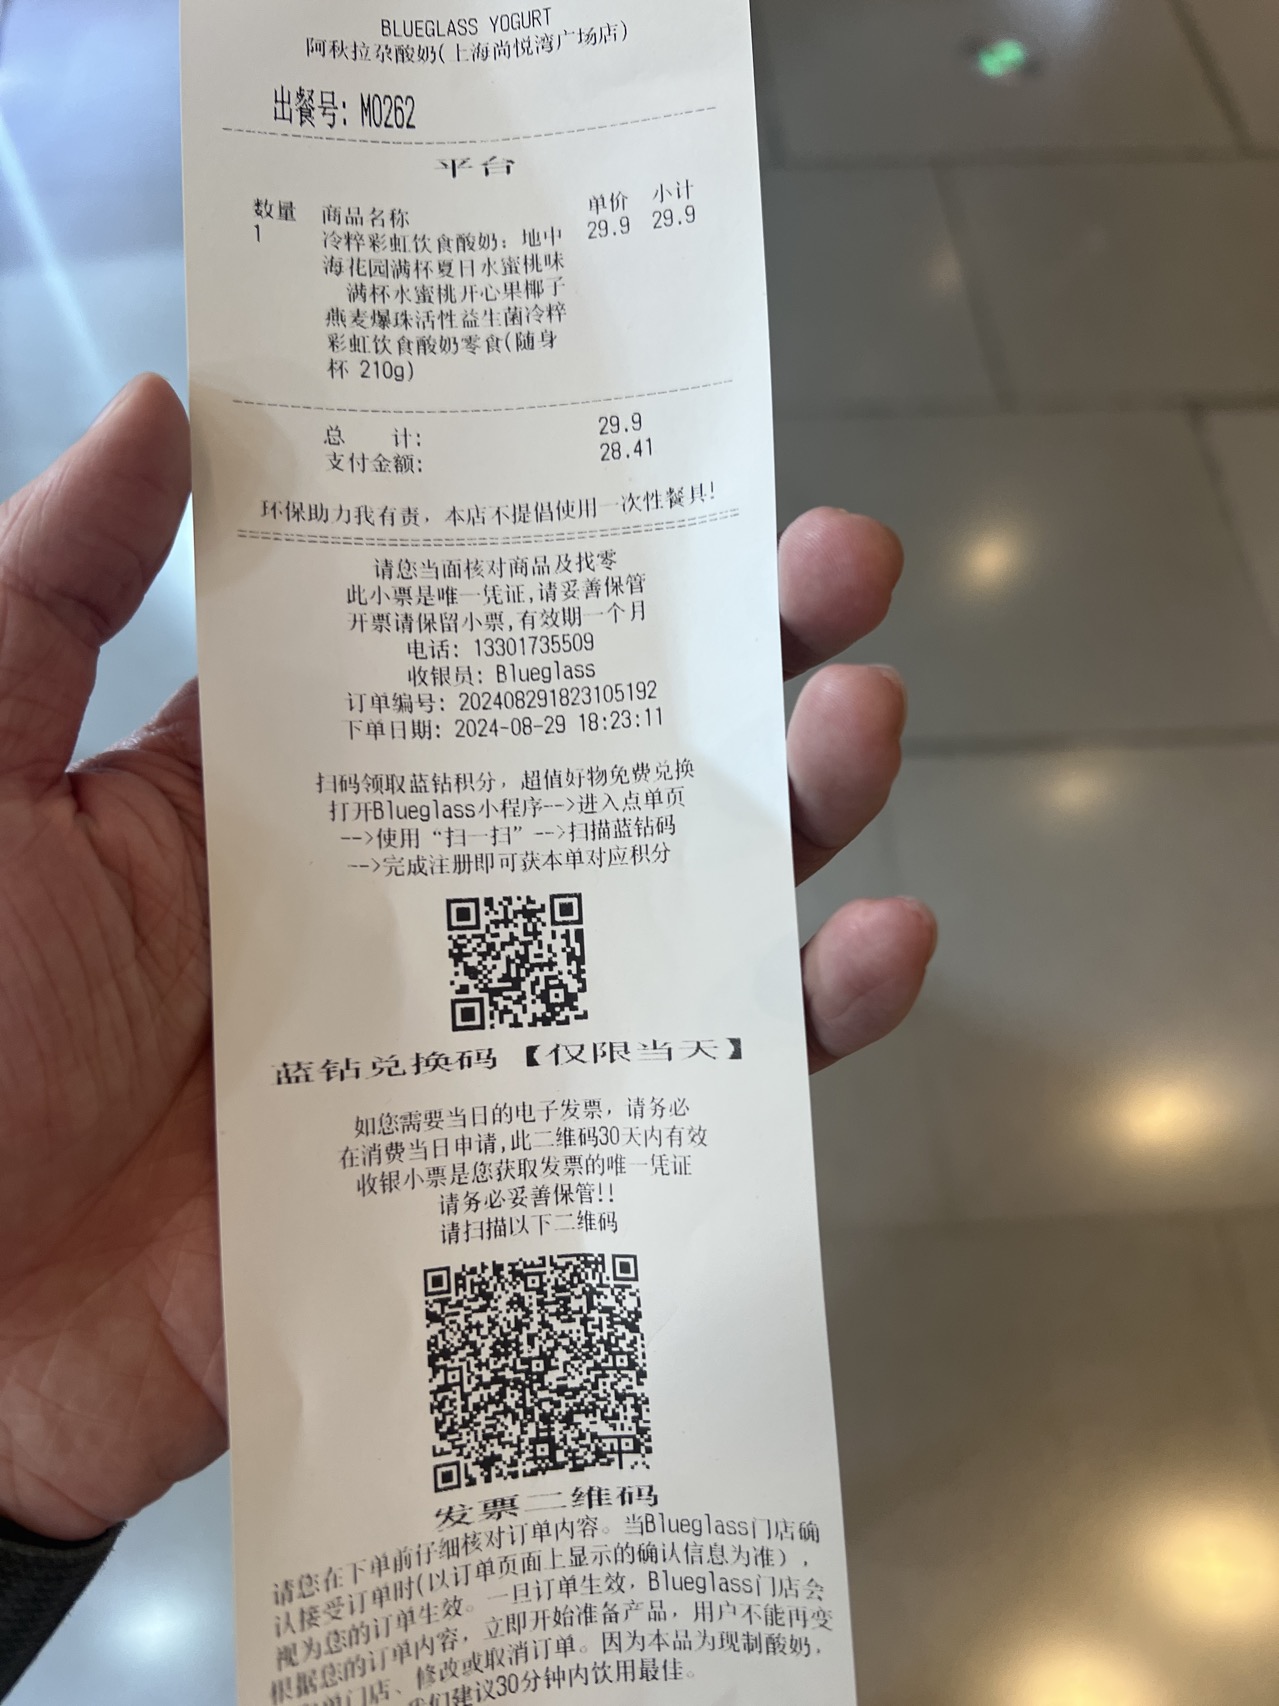 BLUEGLASS YOGURT
阿秋拉尕酸奶(上海尚悦湾广场店)
出餐号: M0262
平台
数量 商品名称 单价 小计
1 冷粹彩虹饮食酸奶: 地中 29.9 29.9
海花园满杯夏日水蜜桃味
满杯水蜜桃开心果椰子
燕麦爆珠活性益生菌冷粹
彩虹饮食酸奶零食(随身
杯 210g)
总 计: 29.9
支付金额: 28.41
环保助力我有责, 本店不提倡使用一次性餐具!
请您当面核对商品及找零
此小票是唯一凭证,请妥善保管
开票请保留小票,有效期一个月
电话: 13301735509
收银员: Blueglass
订单编号: 202408291823105192
下单日期: 2024-08-29 18:23:11
扫码领取蓝钻积分, 超值好物免费兑换
打开Blueglass小程序-->进入点单页
-->使用“扫一扫”-->扫描蓝钻码
-->完成注册即可获本单对应积分
蓝钻兑换码【仅限当天】
如您需要当日的电子发票, 请务必
在消费当日申请,此二维码30天内有效
收银小票是您获取发票的唯一凭证
请务必妥善保管!!
请扫描以下二维码
发票二维码
请您在下单前仔细核对订单内容。当Blueglass门店确
认接受订单时(以订单页面上显示的确认信息为准),
视为您的订单生效。一旦订单生效, Blueglass门店会
根据您的订单内容, 立即开始准备产品, 用户不能再变
单门店、修改或取消订单。因为本品为现制酸奶,
们建议30分钟内饮用最佳。